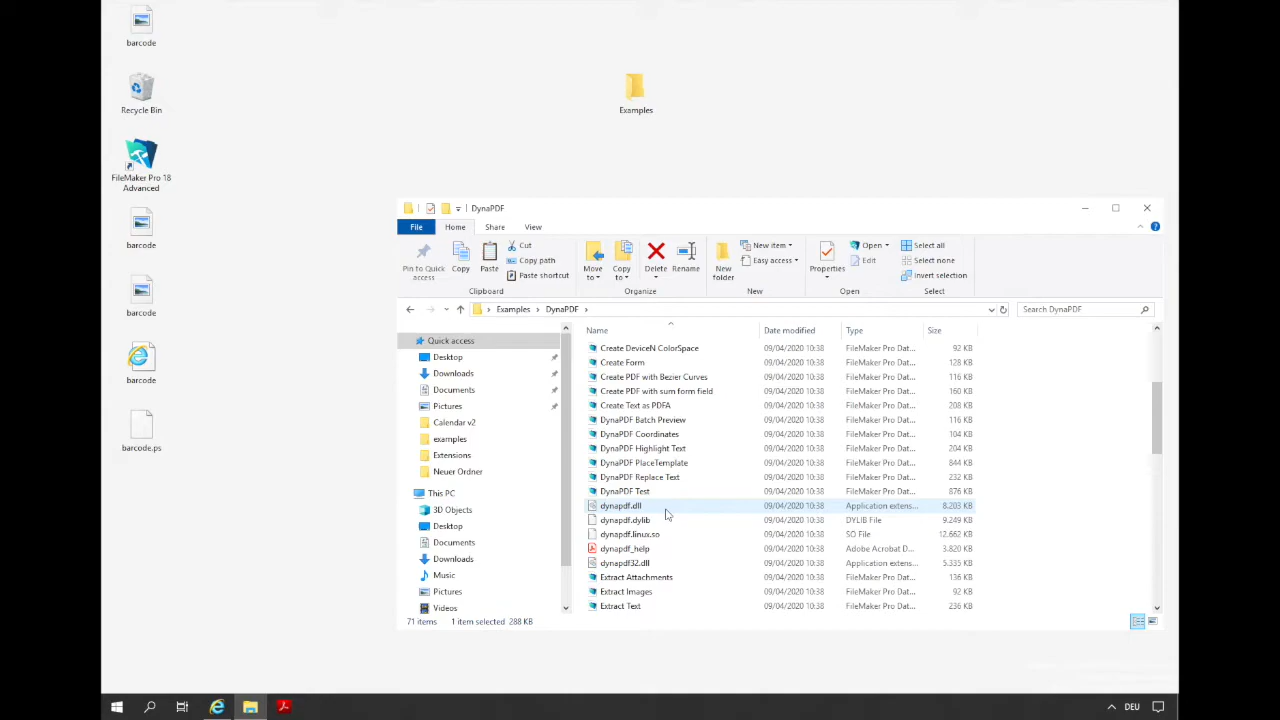 barcode
Recycle Bin
FileMaker Pro 18
Advanced
barcode
barcode
barcode
barcode.ps
Examples
DynaPDF
File Home Share View
Pin to Quick
access
Copy
Paste
Cut
Copy path
Paste shortcut
Clipboard
Move
to
Copy
to
Delete
Rename
Organize
New
folder
New item
Easy access
New
Properties
Open
Edit
Open
Select all
Select none
Invert selection
Select
Examples DynaPDF
Search DynaPDF
Quick access
Desktop
Downloads
Documents
Pictures
Calendar v2
examples
Extensions
Neuer Ordner
This PC
3D Objects
Desktop
Documents
Downloads
Music
Pictures
Videos
Name Date modified Type Size
Create DeviceN ColorSpace 09/04/2020 10:38 FileMaker Pro Dat... 92 KB
Create Form 09/04/2020 10:38 FileMaker Pro Dat... 128 KB
Create PDF with Bezier Curves 09/04/2020 10:38 FileMaker Pro Dat... 116 KB
Create PDF with sum form field 09/04/2020 10:38 FileMaker Pro Dat... 160 KB
Create Text as PDFA 09/04/2020 10:38 FileMaker Pro Dat... 208 KB
DynaPDF Batch Preview 09/04/2020 10:38 FileMaker Pro Dat... 116 KB
DynaPDF Coordinates 09/04/2020 10:38 FileMaker Pro Dat... 104 KB
DynaPDF Highlight Text 09/04/2020 10:38 FileMaker Pro Dat... 204 KB
DynaPDF PlaceTemplate 09/04/2020 10:38 FileMaker Pro Dat... 844 KB
DynaPDF Replace Text 09/04/2020 10:38 FileMaker Pro Dat... 232 KB
DynaPDF Test 09/04/2020 10:38 FileMaker Pro Dat... 876 KB
dynapdf.dll 09/04/2020 10:38 Application extens... 8.203 KB
dynapdf.dylib 09/04/2020 10:38 DYLIB File 9.249 KB
dynapdf.linux.so 09/04/2020 10:38 SO File 12.662 KB
dynapdf_help 09/04/2020 10:38 Adobe Acrobat D... 3.820 KB
dynapdf32.dll 09/04/2020 10:38 Application extens... 5.335 KB
Extract Attachments 09/04/2020 10:38 FileMaker Pro Dat... 136 KB
Extract Images 09/04/2020 10:38 FileMaker Pro Dat... 92 KB
Extract Text 09/04/2020 10:38 FileMaker Pro Dat... 236 KB
71 items 1 item selected 288 KB
DEU